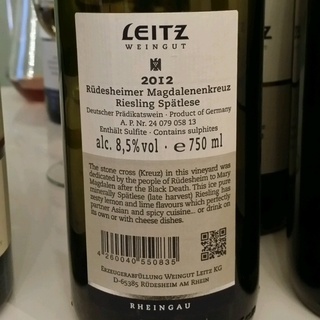 LEITZ
WEINGUT
2012
Rüdesheimer Magdalenenkreuz
Riesling Spätlese
Deutscher Prädikatswein - Product of Germany
A. P. Nr. 24 079 058 13
Enthält Sulfite - Contains sulphites
alc. 8,5%vol - e 750 ml
The stone cross (Kreuz) in this vineyard was
dedicated by the people of Rüdesheim to Mary
Magdalen after the Black Death. This ice pure
minerally Spätlese (late harvest) Riesling has
zesty lemon and lime flavours which perfectly
partner Asian and spicy cuisine... or drink on
its own or with cheese dishes.
4 260040 550835
Erzeugerabfüllung Weingut Leitz KG
D-65385 Rüdesheim am Rhein
RHEINGAU